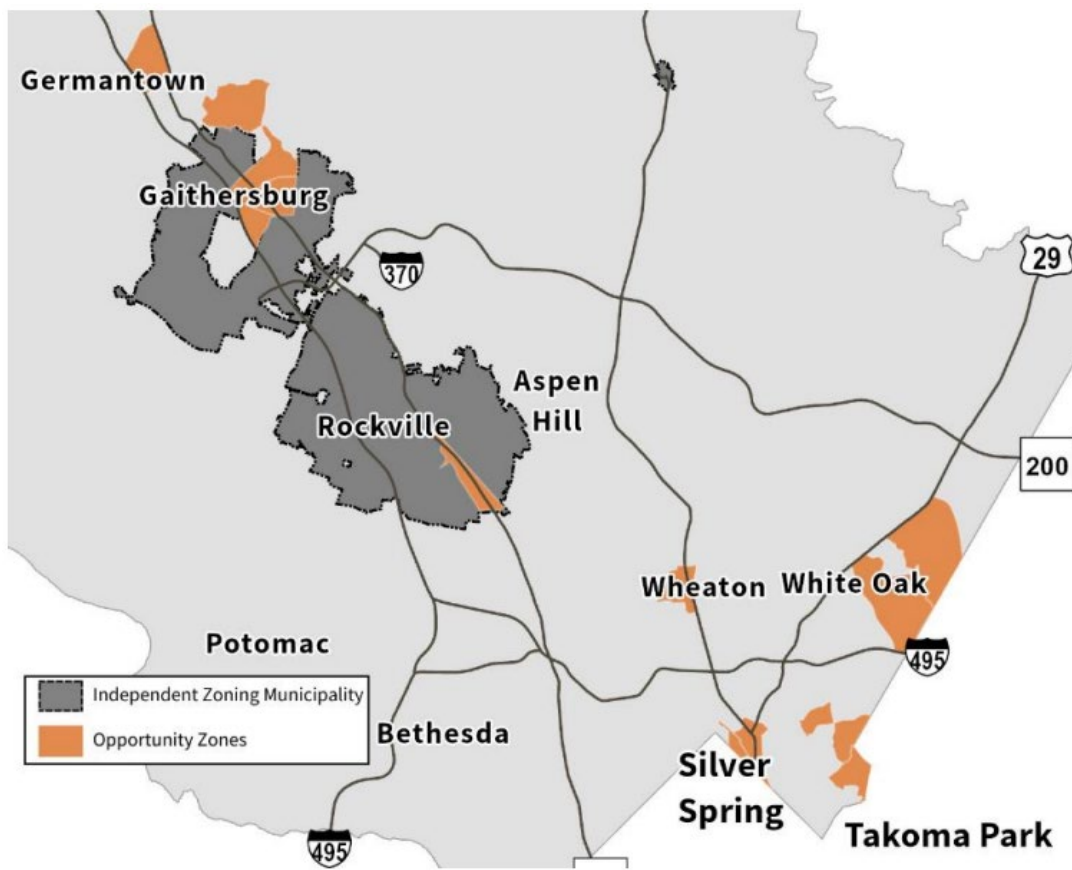 Germantown
Gaithersburg
29
370
Aspen
Hill
Rockville
200
Wheaton
White Oak
Potomac
495
Independent Zoning Municipality
Opportunity Zones
Bethesda
Silver
Spring
Takoma Park
495